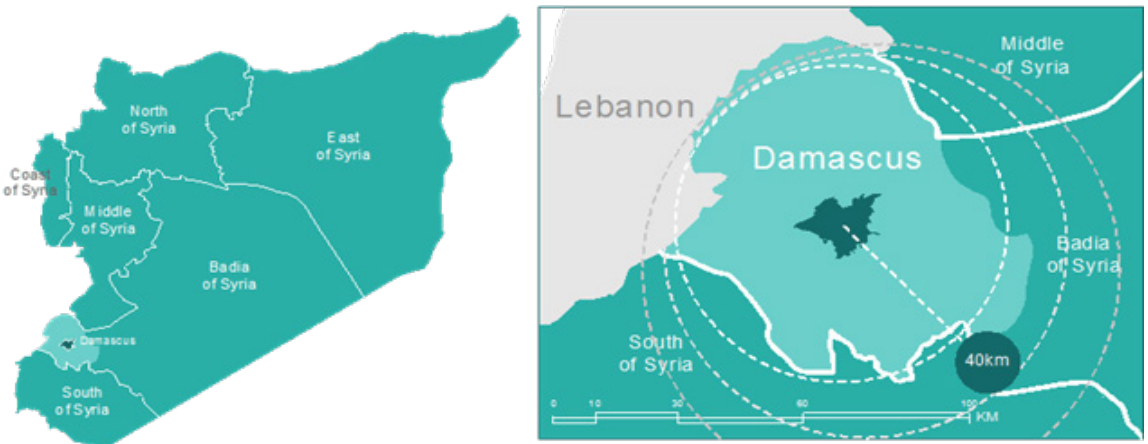 North
of Syria
East
of Syria
Coast
of Syria
Middle
of Syria
Badia
of Syria
Damascus
South
of Syria
Middle
of Syria
Lebanon
Damascus
Badia
of Syria
South
of Syria
40km
0 10 30 60 100
KM